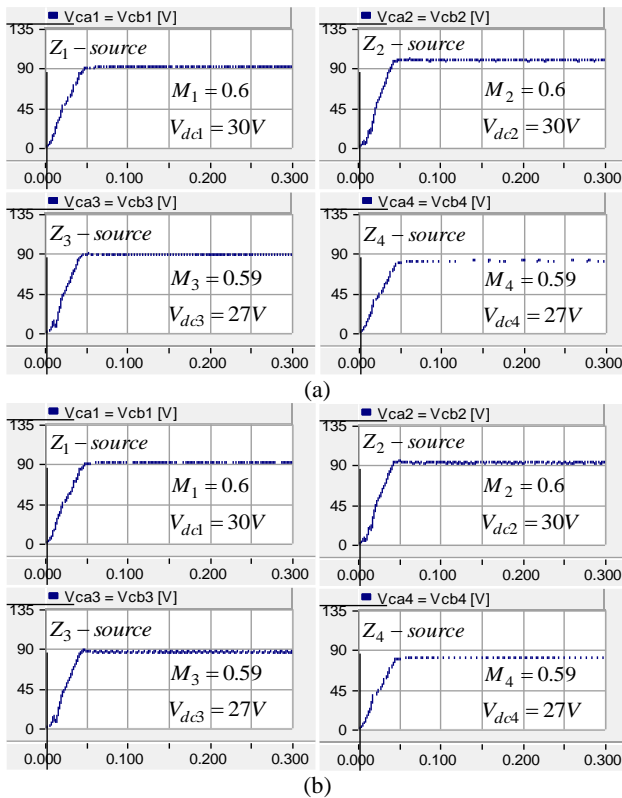 Vca1 = Vcb1 [V]
135
90
45
0
Z1 – source
M1 = 0.6
Vdc1 = 30V
0.000 0.100 0.200 0.300
Vca2 = Vcb2 [V]
135
90
45
0
Z2 – source
M2 = 0.6
Vdc2 = 30V
0.000 0.100 0.200 0.300
Vca3 = Vcb3 [V]
135
90
45
0
Z3 – source
M3 = 0.59
Vdc3 = 27V
0.000 0.100 0.200 0.300
Vca4 = Vcb4 [V]
135
90
45
0
Z4 – source
M4 = 0.59
Vdc4 = 27V
0.000 0.100 0.200 0.300
(a)
Vca1 = Vcb1 [V]
135
90
45
0
Z1 – source
M1 = 0.6
Vdc1 = 30V
0.000 0.100 0.200 0.300
Vca2 = Vcb2 [V]
135
90
45
0
Z2 – source
M2 = 0.6
Vdc2 = 30V
0.000 0.100 0.200 0.300
Vca3 = Vcb3 [V]
135
90
45
0
Z3 – source
M3 = 0.59
Vdc3 = 27V
0.000 0.100 0.200 0.300
Vca4 = Vcb4 [V]
135
90
45
0
Z4 – source
M4 = 0.59
Vdc4 = 27V
0.000 0.100 0.200 0.300
(b)